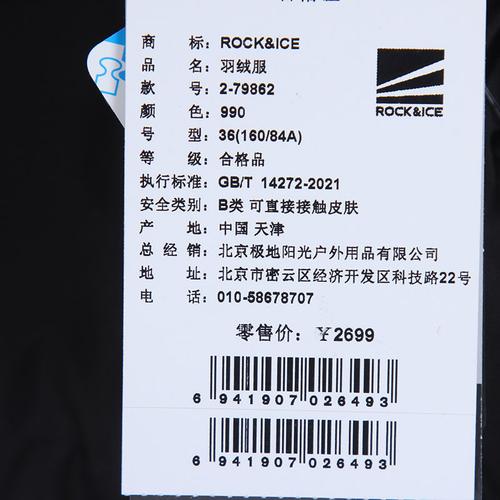 商 标：ROCK&ICE
品 名：羽绒服
款 号：2-79862
颜 色：990
号 型：36(160/84A)
等 级：合格品
执行标准：GB/T 14272-2021
安全类别：B类 可直接接触皮肤
产 地：中国 天津
总 经 销：北京极地阳光户外用品有限公司
地 址：北京市密云区经济开发区科技路22号
电 话：010-58678707
ROCK&ICE
零售价：￥2699
6 941907 026493
6 941907 026493